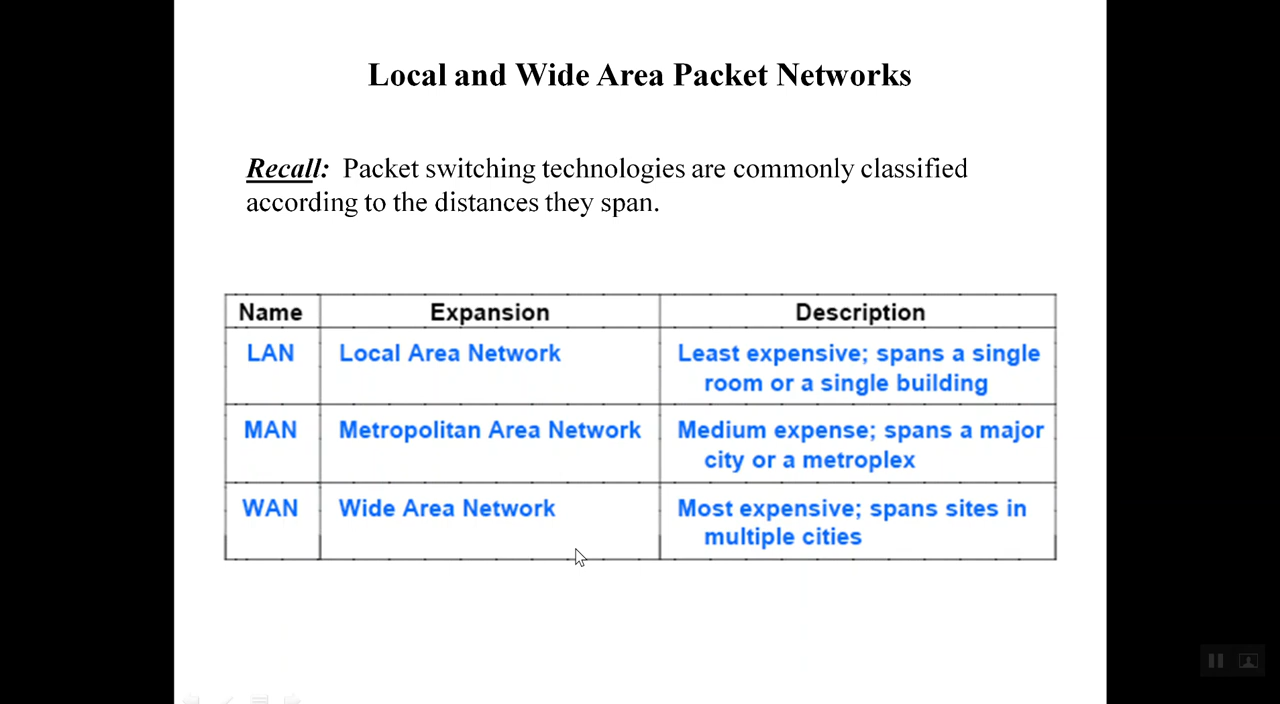 Local and Wide Area Packet Networks
Recall: Packet switching technologies are commonly classified
according to the distances they span.
Name Expansion Description
LAN Local Area Network Least expensive; spans a single
room or a single building
MAN Metropolitan Area Network Medium expense; spans a major
city or a metroplex
WAN Wide Area Network Most expensive; spans sites in
multiple cities